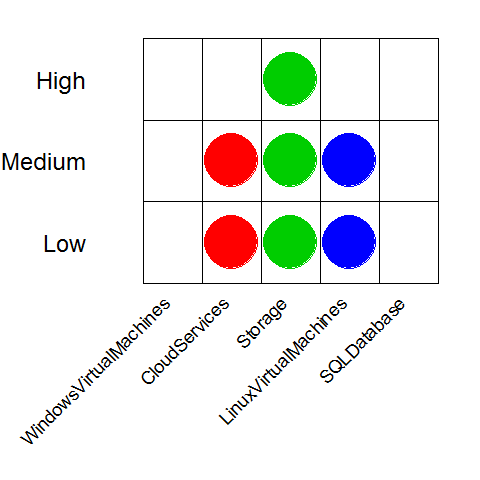 High
Medium
Low
WindowsVirtualMachines
CloudServices
Storage
LinuxVirtualMachines
SQLDatabase